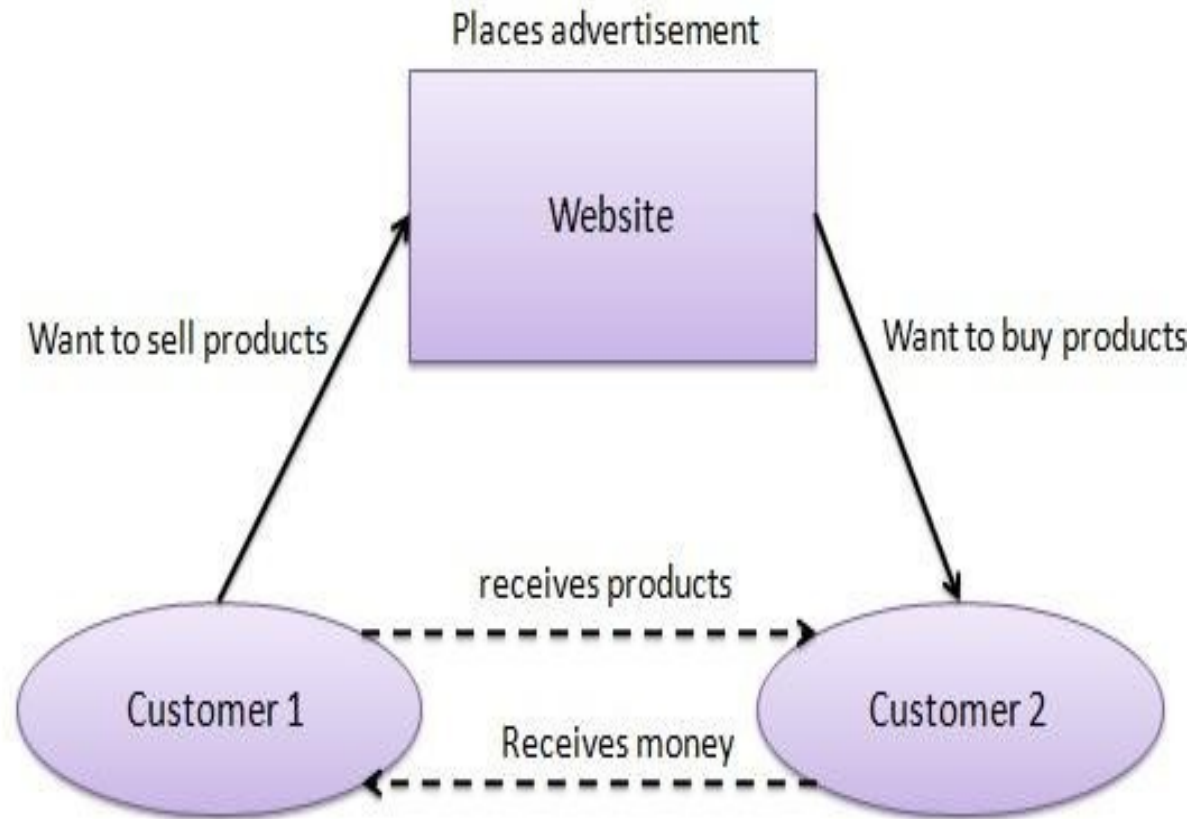 Places advertisement
Website
Want to sell products
Want to buy products
receives products
Customer 1
Customer 2
Receives money